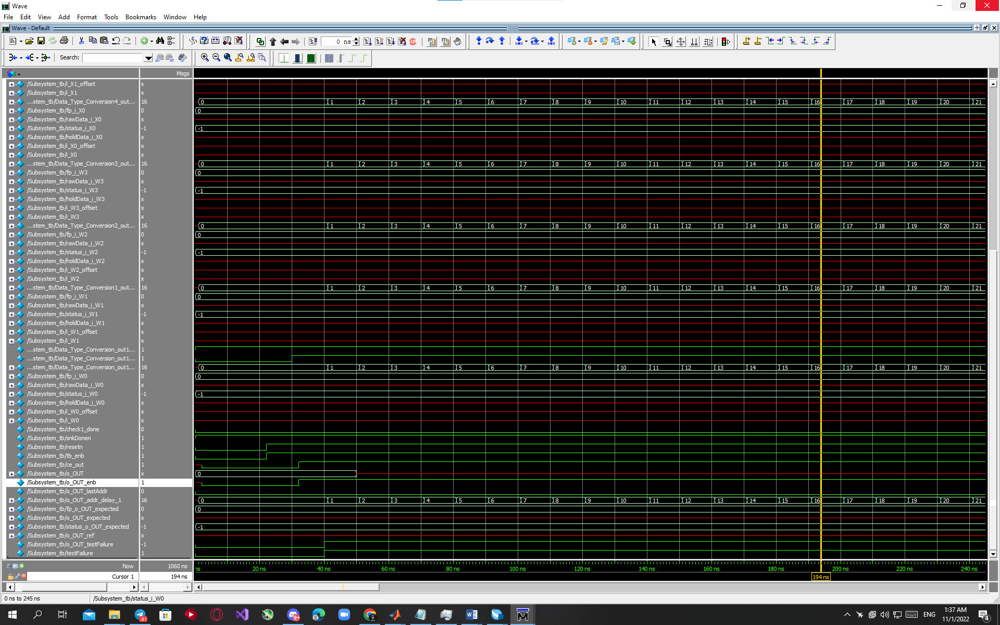 Wave
File Edit View Add Format Tools Bookmarks Window Help
Wave - Default
0 ns
Search:
Msgs
/Subsystem_tb/i_X1_offset x
/Subsystem_tb/i_X1 x
...stem_tb/Data_Type_Conversion4_out... 16 0 1 2 3 4 5 6 7 8 9 10 11 12 13 14 15 16 17 18 19 20 21
/Subsystem_tb/fp_i_X0 0 0
/Subsystem_tb/rawData_i_X0 x
/Subsystem_tb/status_i_X0 -1 -1
/Subsystem_tb/holdData_i_X0 x
/Subsystem_tb/i_X0_offset x
/Subsystem_tb/i_X0 x
...stem_tb/Data_Type_Conversion3_out... 16 0 1 2 3 4 5 6 7 8 9 10 11 12 13 14 15 16 17 18 19 20 21
/Subsystem_tb/fp_i_W3 0 0
/Subsystem_tb/rawData_i_W3 x
/Subsystem_tb/status_i_W3 -1 -1
/Subsystem_tb/holdData_i_W3 x
/Subsystem_tb/i_W3_offset x
/Subsystem_tb/i_W3 x
...stem_tb/Data_Type_Conversion2_out... 16 0 1 2 3 4 5 6 7 8 9 10 11 12 13 14 15 16 17 18 19 20 21
/Subsystem_tb/fp_i_W2 0 0
/Subsystem_tb/rawData_i_W2 x
/Subsystem_tb/status_i_W2 -1 -1
/Subsystem_tb/holdData_i_W2 x
/Subsystem_tb/i_W2_offset x
/Subsystem_tb/i_W2 x
...stem_tb/Data_Type_Conversion1_out... 16 0 1 2 3 4 5 6 7 8 9 10 11 12 13 14 15 16 17 18 19 20 21
/Subsystem_tb/fp_i_W1 0 0
/Subsystem_tb/rawData_i_W1 x
/Subsystem_tb/status_i_W1 -1 -1
/Subsystem_tb/holdData_i_W1 x
/Subsystem_tb/i_W1_offset x
/Subsystem_tb/i_W1 x
...stem_tb/Data_Type_Conversion_out1... 1
...stem_tb/Data_Type_Conversion_out1... 1
...stem_tb/Data_Type_Conversion_out1... 16 0 1 2 3 4 5 6 7 8 9 10 11 12 13 14 15 16 17 18 19 20 21
/Subsystem_tb/fp_i_W0 0 0
/Subsystem_tb/rawData_i_W0 x
/Subsystem_tb/status_i_W0 -1 -1
/Subsystem_tb/holdData_i_W0 x
/Subsystem_tb/i_W0_offset x
/Subsystem_tb/i_W0 x
/Subsystem_tb/check1_done 0
/Subsystem_tb/snkDonen 1
/Subsystem_tb/resetn 1
/Subsystem_tb/tb_enb 1
/Subsystem_tb/ce_out 1
/Subsystem_tb/o_OUT x 0
/Subsystem_tb/o_OUT_enb 1
/Subsystem_tb/o_OUT_lastAddr 0
/Subsystem_tb/o_OUT_addr_delay_1 16 0 1 2 3 4 5 6 7 8 9 10 11 12 13 14 15 16 17 18 19 20 21
/Subsystem_tb/fp_o_OUT_expected 0 0
/Subsystem_tb/o_OUT_expected x
/Subsystem_tb/status_o_OUT_expected -1 -1
/Subsystem_tb/o_OUT_ref x
/Subsystem_tb/o_OUT_testFailure -1
/Subsystem_tb/testFailure 1
Now 1060 ns ns 20 ns 40 ns 60 ns 80 ns 100 ns 120 ns 140 ns 160 ns 180 ns 200 ns 220 ns 240 ns
Cursor 1 194 ns 194 ns
0 ns to 245 ns /Subsystem_tb/status_i_W0
81 9+ ENG 1:37 AM
11/1/2022 4